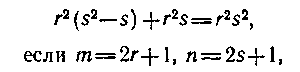 r²(s²—s)+r²s=r²s²,
если m=2r+1, n=2s+1,